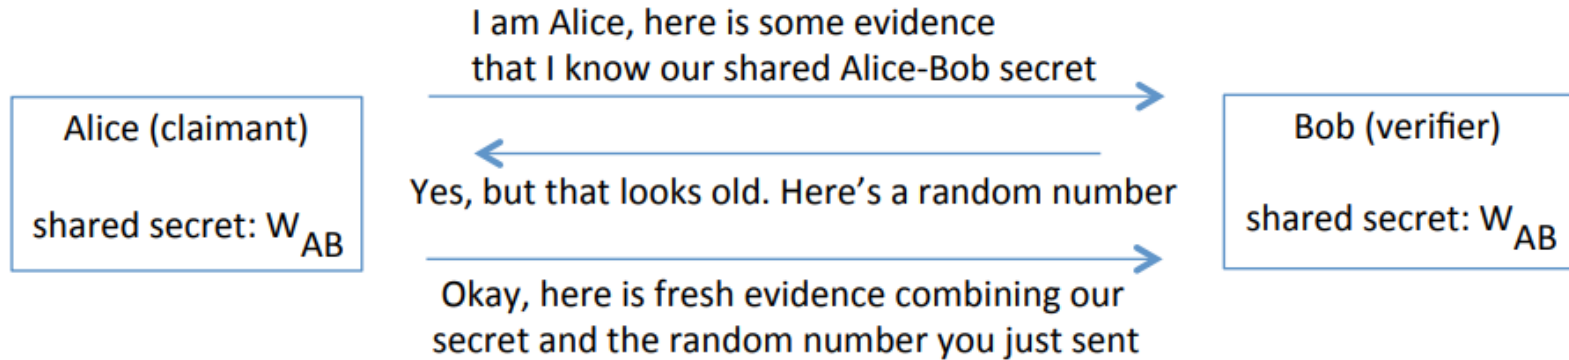 I am Alice, here is some evidence
that I know our shared Alice-Bob secret
Alice (claimant)
shared secret: W_AB
Bob (verifier)
shared secret: W_AB
Yes, but that looks old. Here’s a random number
Okay, here is fresh evidence combining our
secret and the random number you just sent